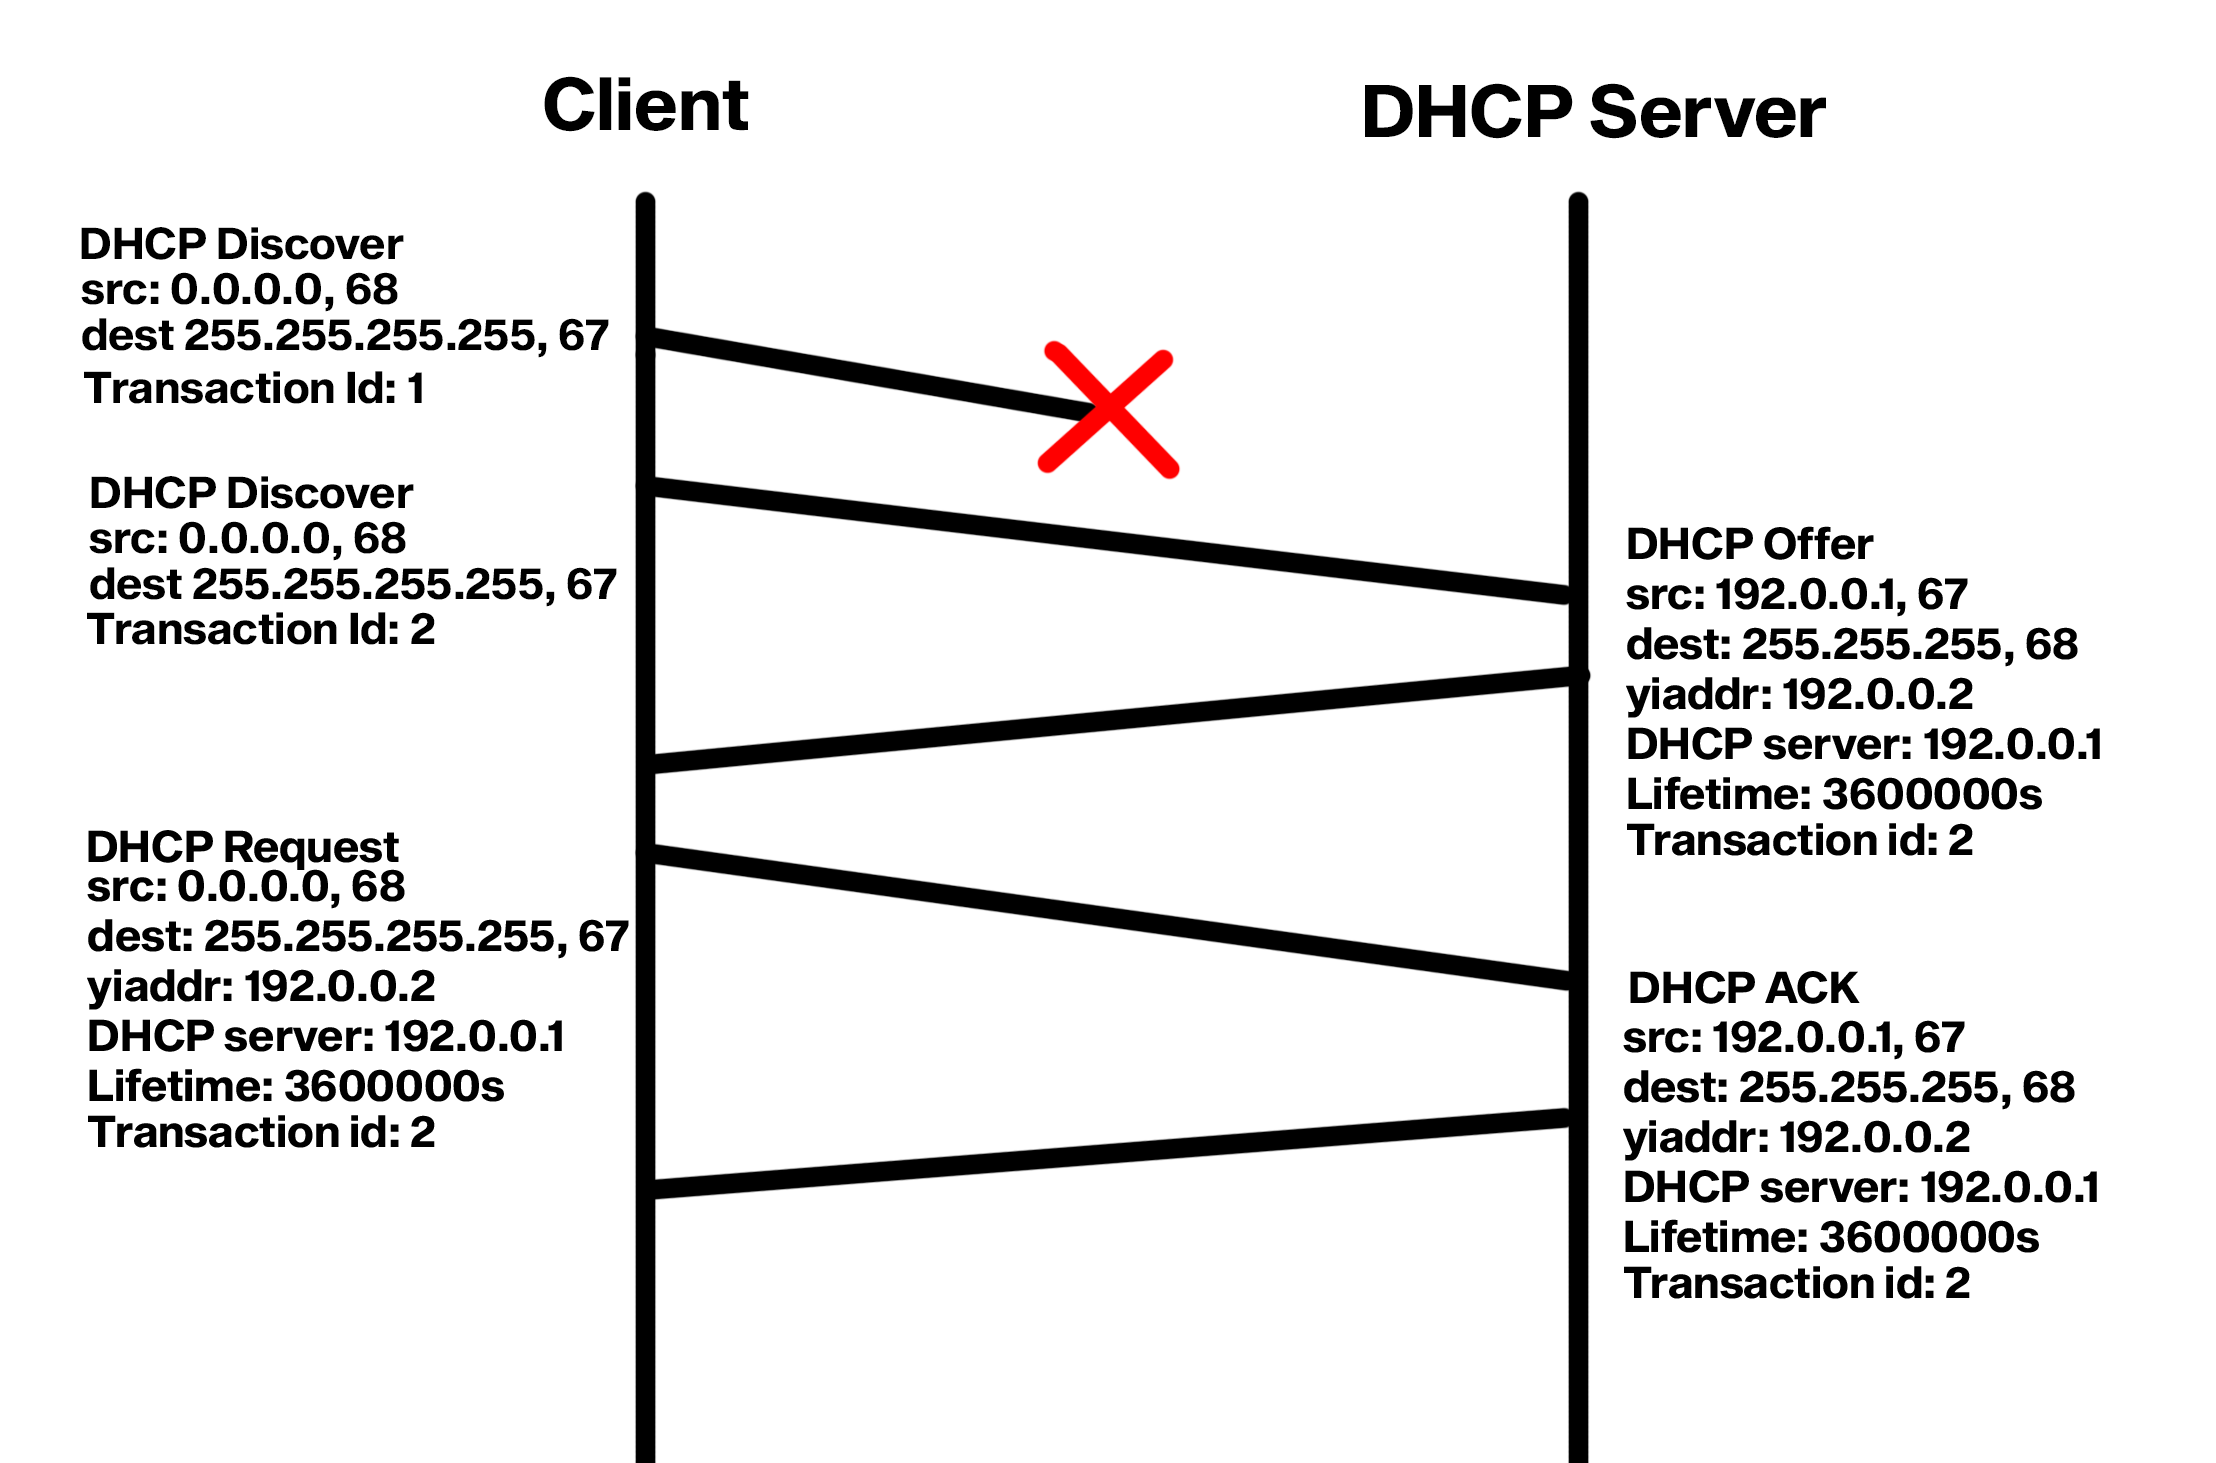 Client
DHCP Server
DHCP Discover
src: 0.0.0.0, 68
dest 255.255.255.255, 67
Transaction Id: 1
DHCP Discover
src: 0.0.0.0, 68
dest 255.255.255.255, 67
Transaction Id: 2
DHCP Offer
src: 192.0.0.1, 67
dest: 255.255.255, 68
yiaddr: 192.0.0.2
DHCP server: 192.0.0.1
Lifetime: 3600000s
Transaction id: 2
DHCP Request
src: 0.0.0.0, 68
dest: 255.255.255.255, 67
yiaddr: 192.0.0.2
DHCP server: 192.0.0.1
Lifetime: 3600000s
Transaction id: 2
DHCP ACK
src: 192.0.0.1, 67
dest: 255.255.255, 68
yiaddr: 192.0.0.2
DHCP server: 192.0.0.1
Lifetime: 3600000s
Transaction id: 2